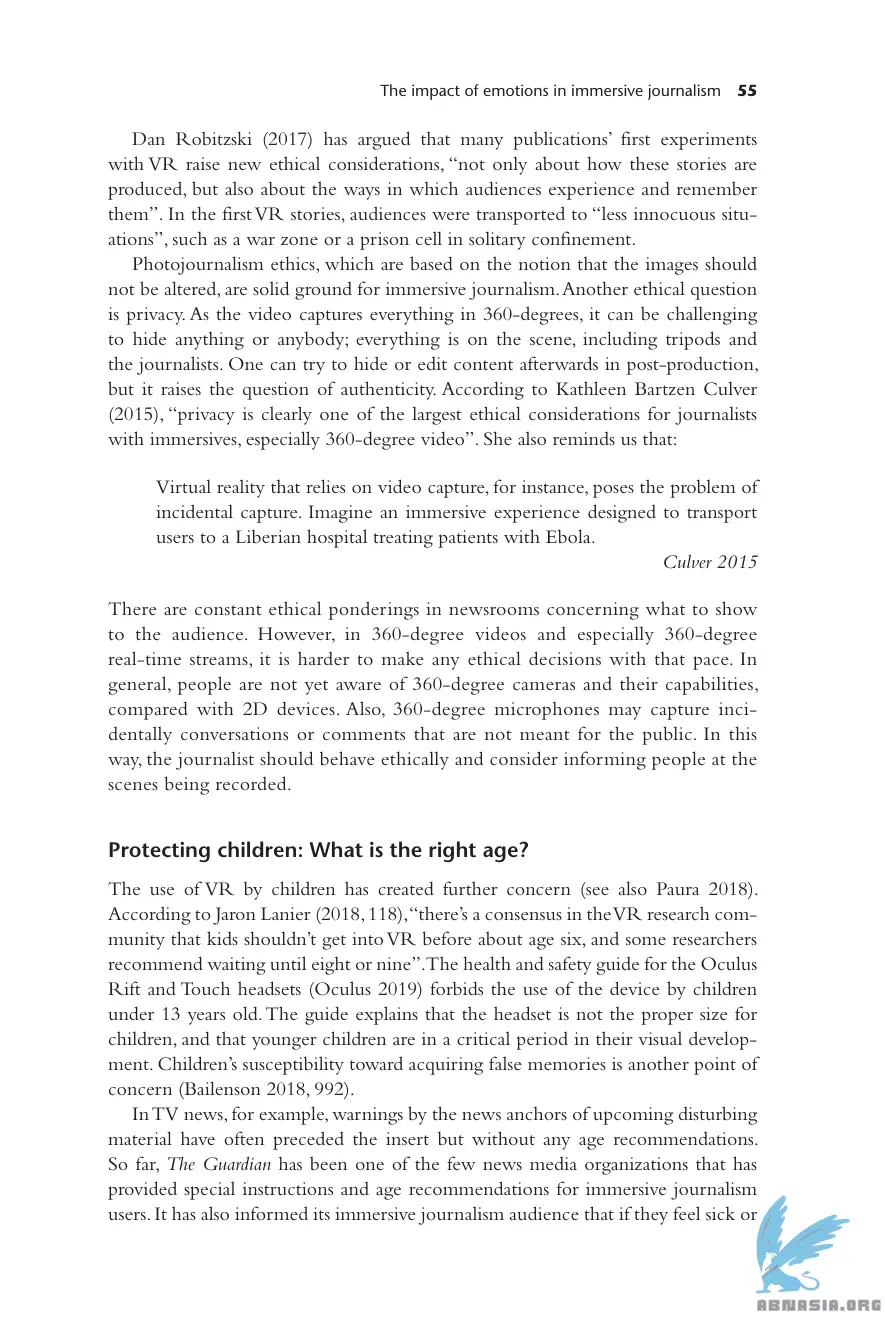 The impact of emotions in immersive journalism 55
Dan Robitzski (2017) has argued that many publications’ first experiments
with VR raise new ethical considerations, “not only about how these stories are
produced, but also about the ways in which audiences experience and remember
them”. In the first VR stories, audiences were transported to “less innocuous situ-
ations”, such as a war zone or a prison cell in solitary confinement.
Photojournalism ethics, which are based on the notion that the images should
not be altered, are solid ground for immersive journalism. Another ethical question
is privacy. As the video captures everything in 360-degrees, it can be challenging
to hide anything or anybody; everything is on the scene, including tripods and
the journalists. One can try to hide or edit content afterwards in post-production,
but it raises the question of authenticity. According to Kathleen Bartzen Culver
(2015), “privacy is clearly one of the largest ethical considerations for journalists
with immersives, especially 360-degree video”. She also reminds us that:
Virtual reality that relies on video capture, for instance, poses the problem of
incidental capture. Imagine an immersive experience designed to transport
users to a Liberian hospital treating patients with Ebola.
Culver 2015
There are constant ethical ponderings in newsrooms concerning what to show
to the audience. However, in 360-degree videos and especially 360-degree
real-time streams, it is harder to make any ethical decisions with that pace. In
general, people are not yet aware of 360-degree cameras and their capabilities,
compared with 2D devices. Also, 360-degree microphones may capture inci-
dentally conversations or comments that are not meant for the public. In this
way, the journalist should behave ethically and consider informing people at the
scenes being recorded.
Protecting children: What is the right age?
The use of VR by children has created further concern (see also Paura 2018).
According to Jaron Lanier (2018, 118), “there’s a consensus in the VR research com-
munity that kids shouldn’t get into VR before about age six, and some researchers
recommend waiting until eight or nine”. The health and safety guide for the Oculus
Rift and Touch headsets (Oculus 2019) forbids the use of the device by children
under 13 years old. The guide explains that the headset is not the proper size for
children, and that younger children are in a critical period in their visual develop-
ment. Children’s susceptibility toward acquiring false memories is another point of
concern (Bailenson 2018, 992).
In TV news, for example, warnings by the news anchors of upcoming disturbing
material have often preceded the insert but without any age recommendations.
So far, The Guardian has been one of the few news media organizations that has
provided special instructions and age recommendations for immersive journalism
users. It has also informed its immersive journalism audience that if they feel sick or
ABNASIA.ORG